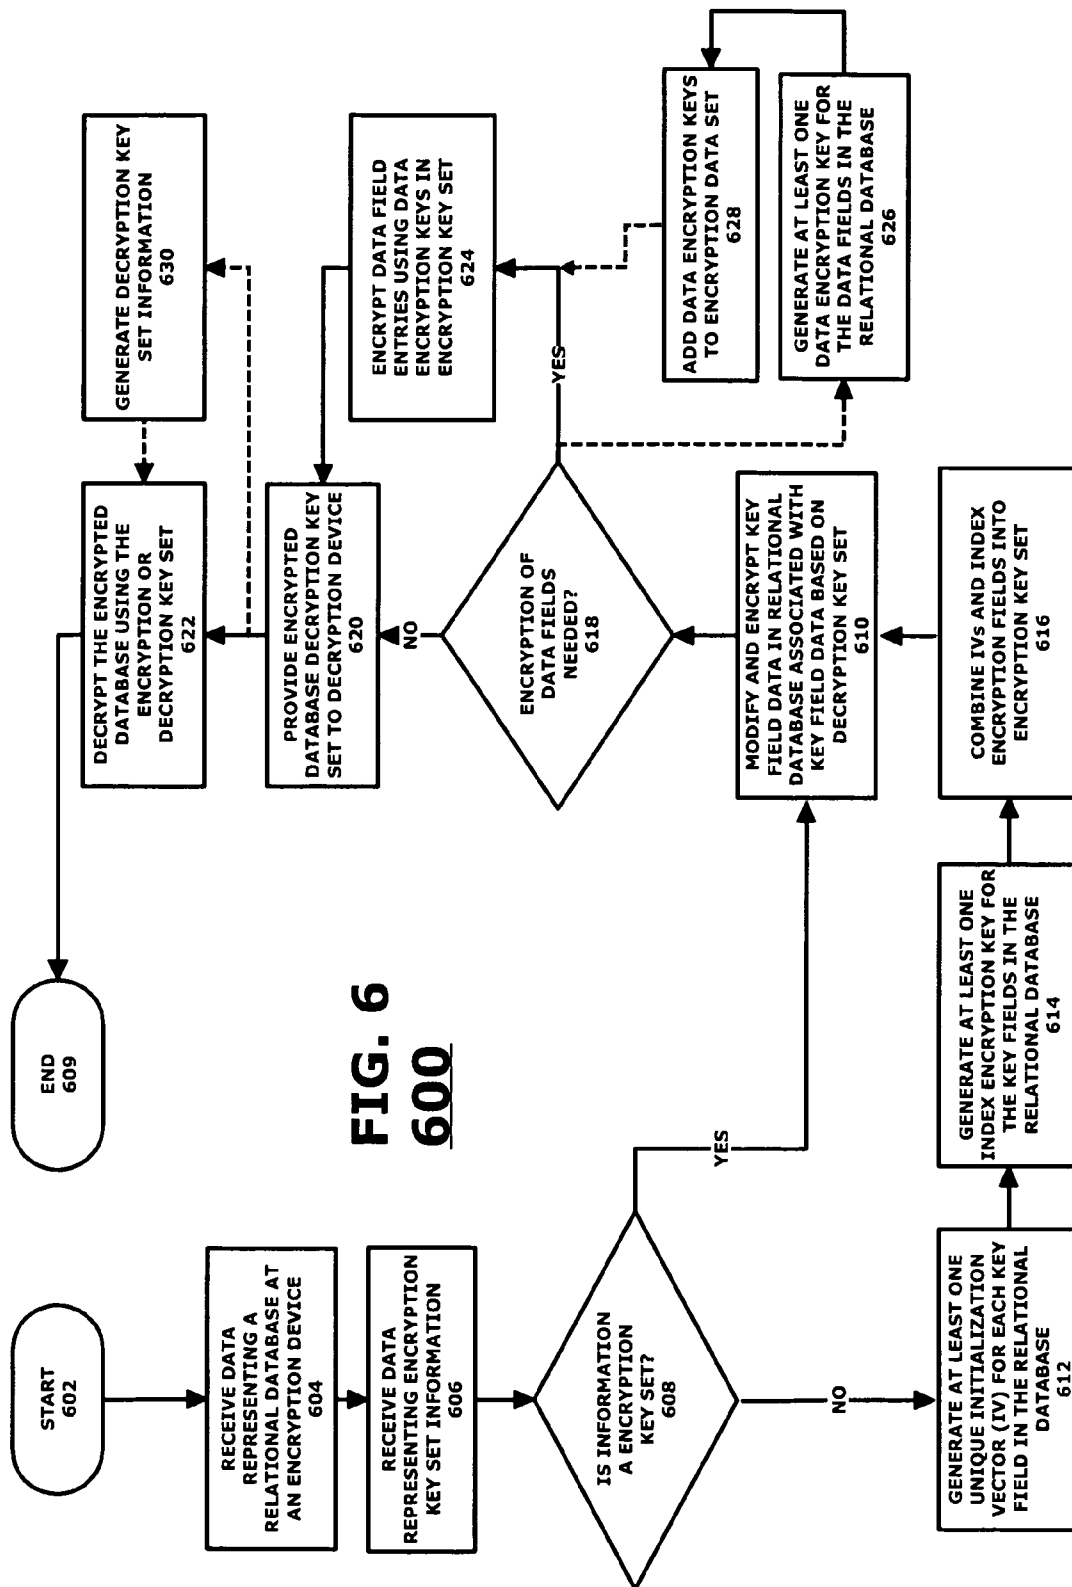 START
602
RECEIVE DATA
REPRESENTING A
RELATIONAL DATABASE AT
AN ENCRYPTION DEVICE
604
RECEIVE DATA
REPRESENTING ENCRYPTION
KEY SET INFORMATION
606
IS INFORMATION
A ENCRYPTION
KEY SET?
608
YES
NO
GENERATE AT LEAST ONE
UNIQUE INITIALIZATION
VECTOR (IV) FOR EACH KEY
FIELD IN THE RELATIONAL
DATABASE
612
GENERATE AT LEAST ONE
INDEX ENCRYPTION KEY FOR
THE KEY FIELDS IN THE
RELATIONAL DATABASE
614
COMBINE IVs AND INDEX
ENCRYPTION FIELDS INTO
ENCRYPTION KEY SET
616
MODIFY AND ENCRYPT KEY
FIELD DATA IN RELATIONAL
DATABASE ASSOCIATED WITH
KEY FIELD DATA BASED ON
DECRYPTION KEY SET
610
ENCRYPTION OF
DATA FIELDS
NEEDED?
618
NO
YES
PROVIDE ENCRYPTED
DATABASE DECRYPTION KEY
SET TO DECRYPTION DEVICE
620
DECRYPT THE ENCRYPTED
DATABASE USING THE
ENCRYPTION OR
DECRYPTION KEY SET
622
GENERATE DECRYPTION KEY
SET INFORMATION
630
ENCRYPT DATA FIELD
ENTRIES USING DATA
ENCRYPTION KEYS IN
ENCRYPTION KEY SET
624
ADD DATA ENCRYPTION KEYS
TO ENCRYPTION DATA SET
628
GENERATE AT LEAST ONE
DATA ENCRYPTION KEY FOR
THE DATA FIELDS IN THE
RELATIONAL DATABASE
626
END
609
FIG. 6
600